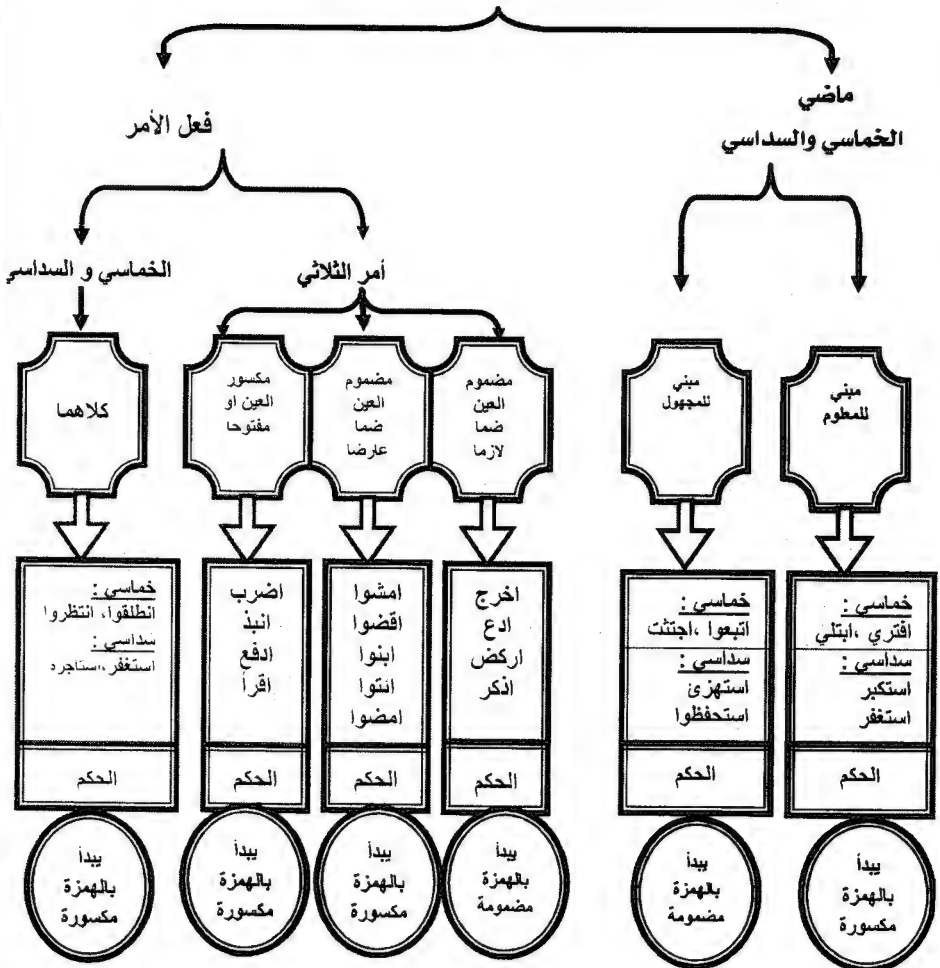 ماضي
الخماسي والسداسي
فعل الأمر
أمر الثلاثي
الخماسي و السداسي
مبني
للمعلوم
مبني
للمجهول
مضموم
العين
ضما
لازما
مضموم
العين
ضما
عارضا
مكسور
العين او
مفتوحا
كلاهما
خماسي :
افتري ،ابتلي
سداسي :
استكبر
استغفر
الحكم
يبدأ
بالهمزة
مكسورة
خماسي :
اتبعوا ، اجتثت
سداسي :
استهزئ
استحفظوا
الحكم
يبدأ
بالهمزة
مضمومة
اخرج
ادع
اركض
اذكر
الحكم
يبدأ
بالهمزة
مضمومة
امشوا
اقضوا
ابنوا
ائتوا
امضوا
الحكم
يبدأ
بالهمزة
مكسورة
اضرب
انبذ
ادفع
اقرأ
الحكم
يبدأ
بالهمزة
مكسورة
خماسي :
انطلقوا، انتظروا
سداسي :
استغفر،استاجره
الحكم
يبدأ
بالهمزة
مكسورة